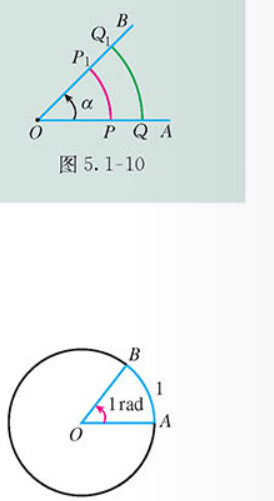 B
Q₁
P₁
α
O P Q A
图 5.1-10
B
1
1 rad
O A